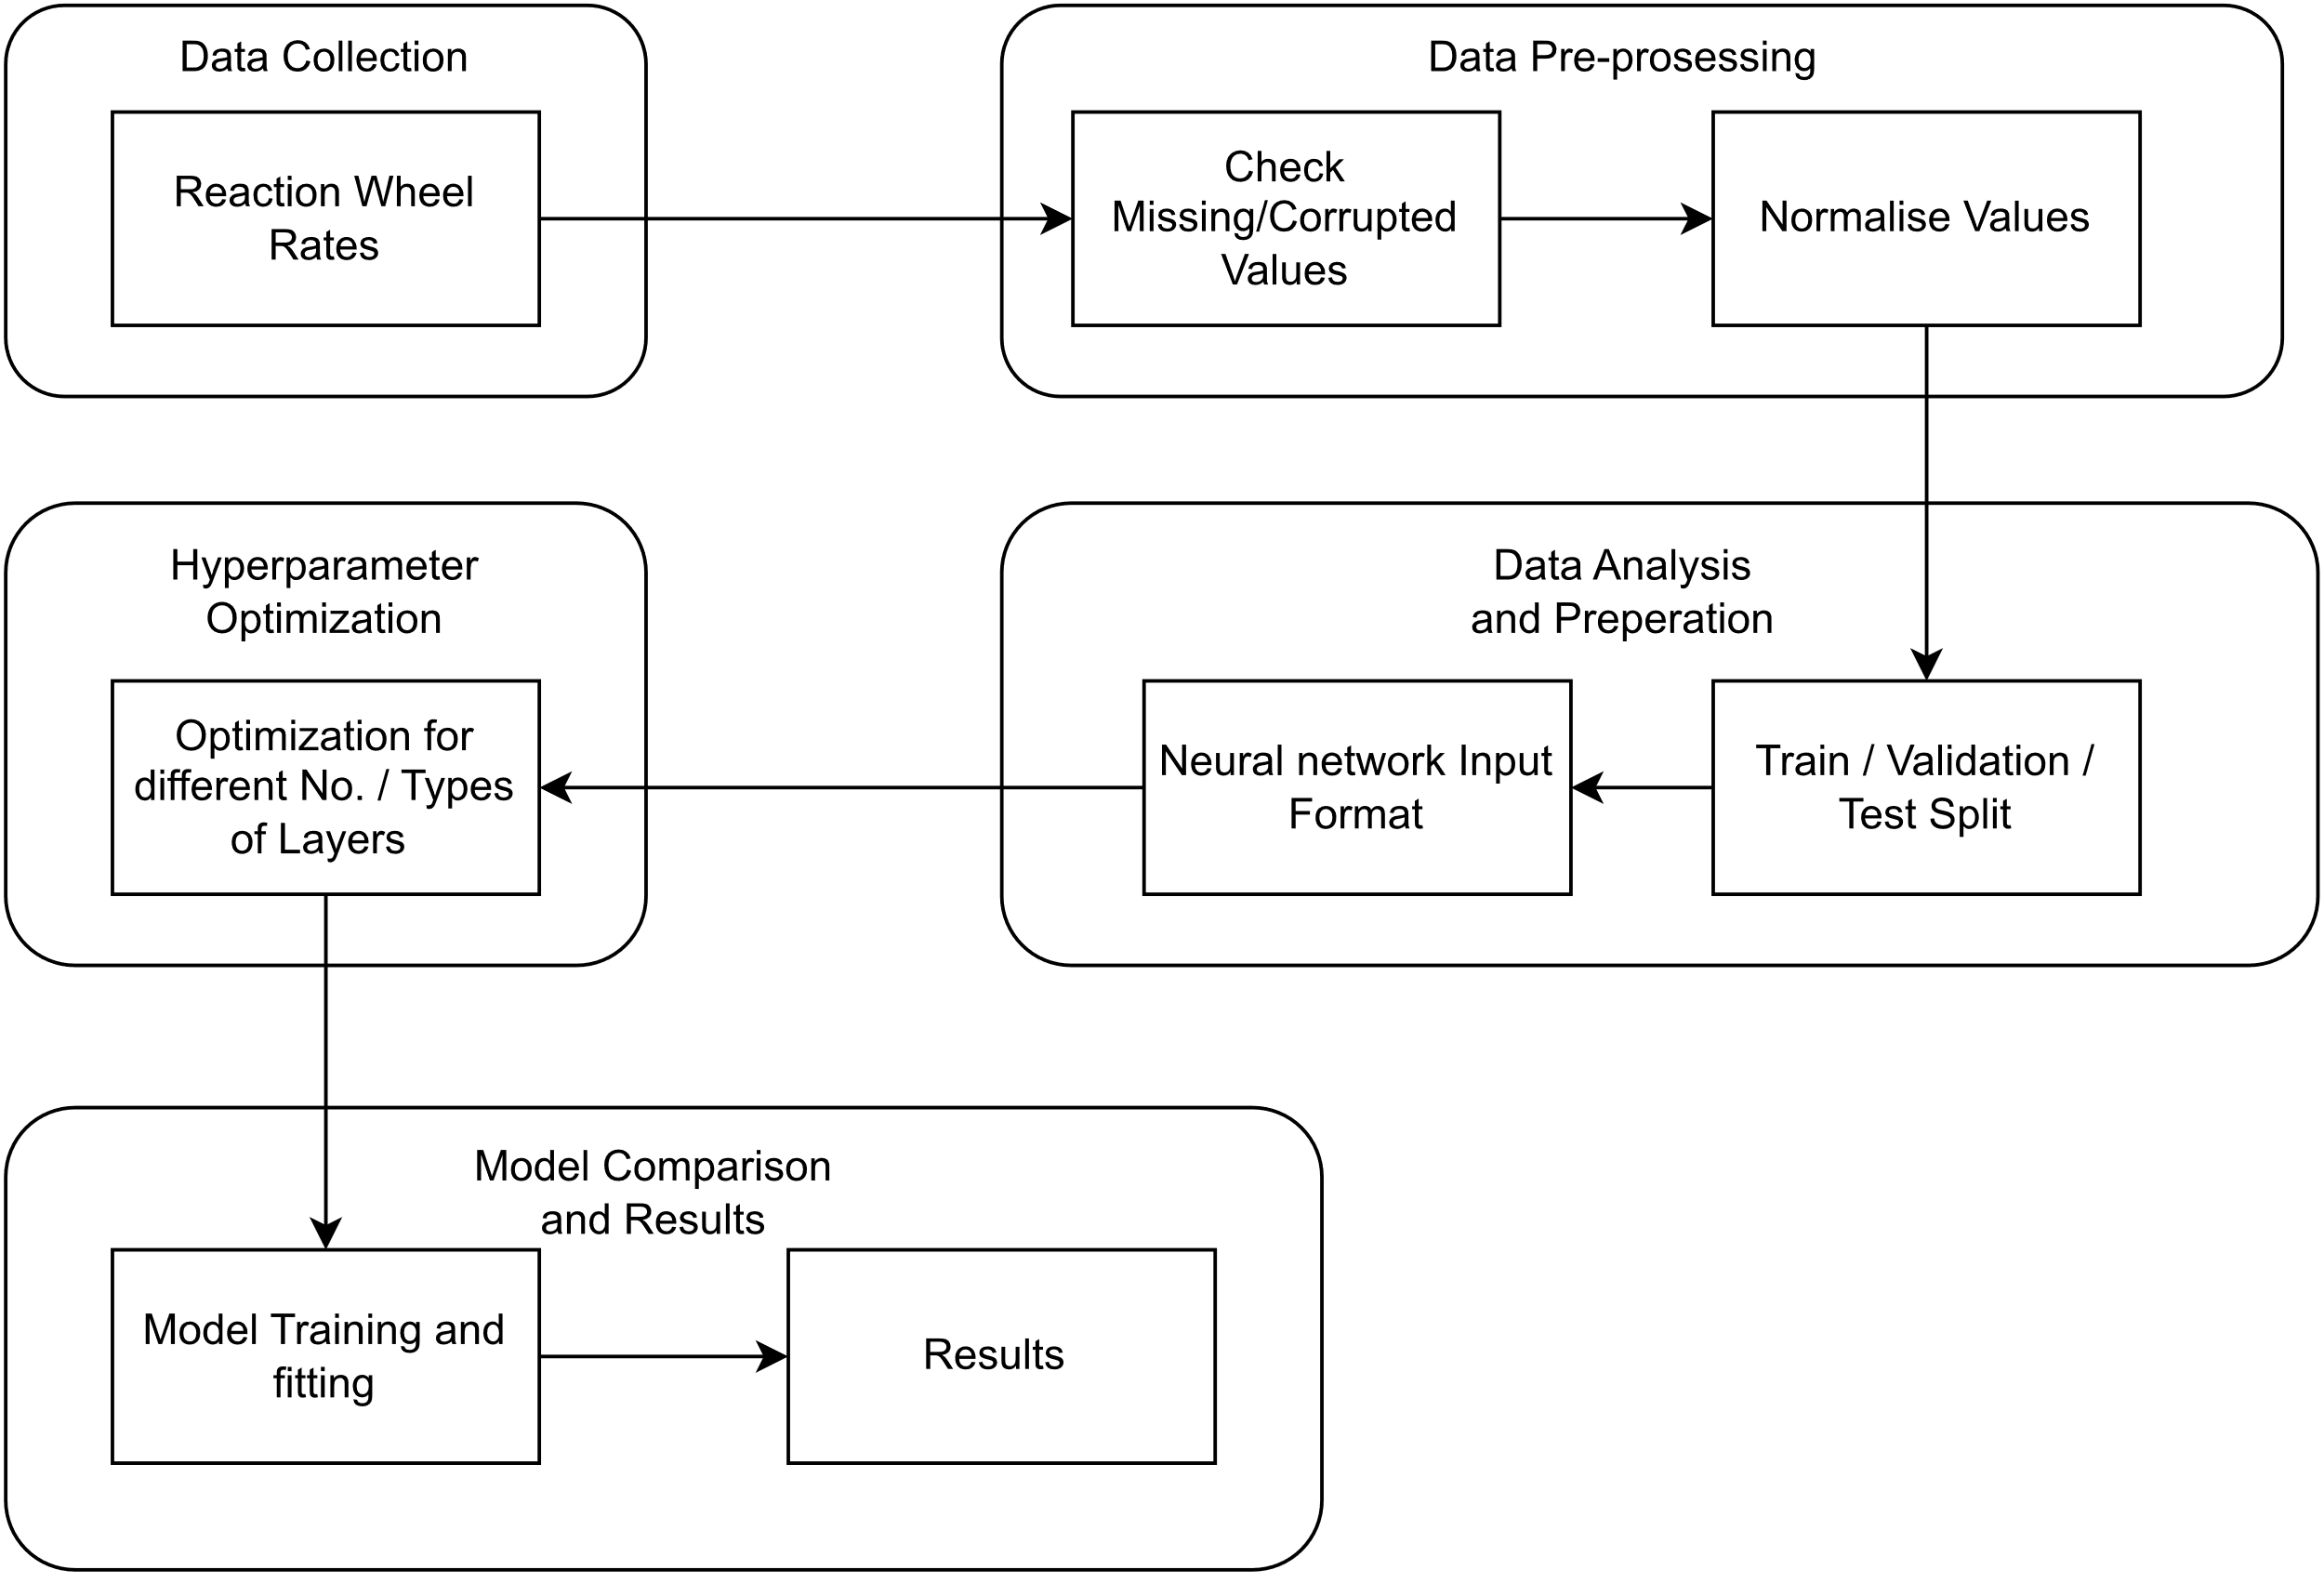 Data Collection
Reaction Wheel
Rates
Data Pre-prossessing
Check
Missing/Corrupted
Values
Normalise Values
Data Analysis
and Preperation
Train / Validation /
Test Split
Neural network Input
Format
Hyperparameter
Optimization
Optimization for
different No. / Types
of Layers
Model Comparison
and Results
Model Training and
fitting
Results